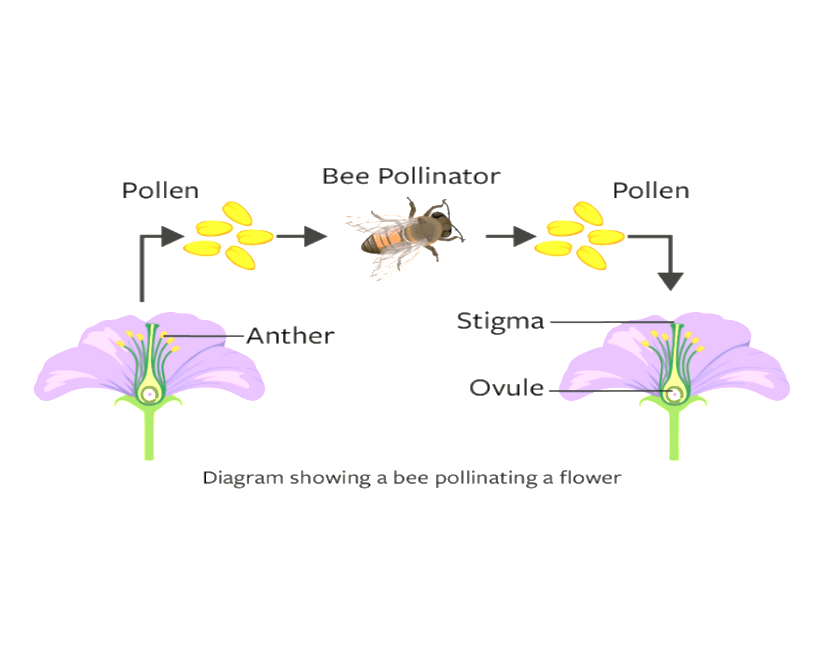 Bee Pollinator
Pollen
Pollen
Anther
Stigma
Ovule
Diagram showing a bee pollinating a flower